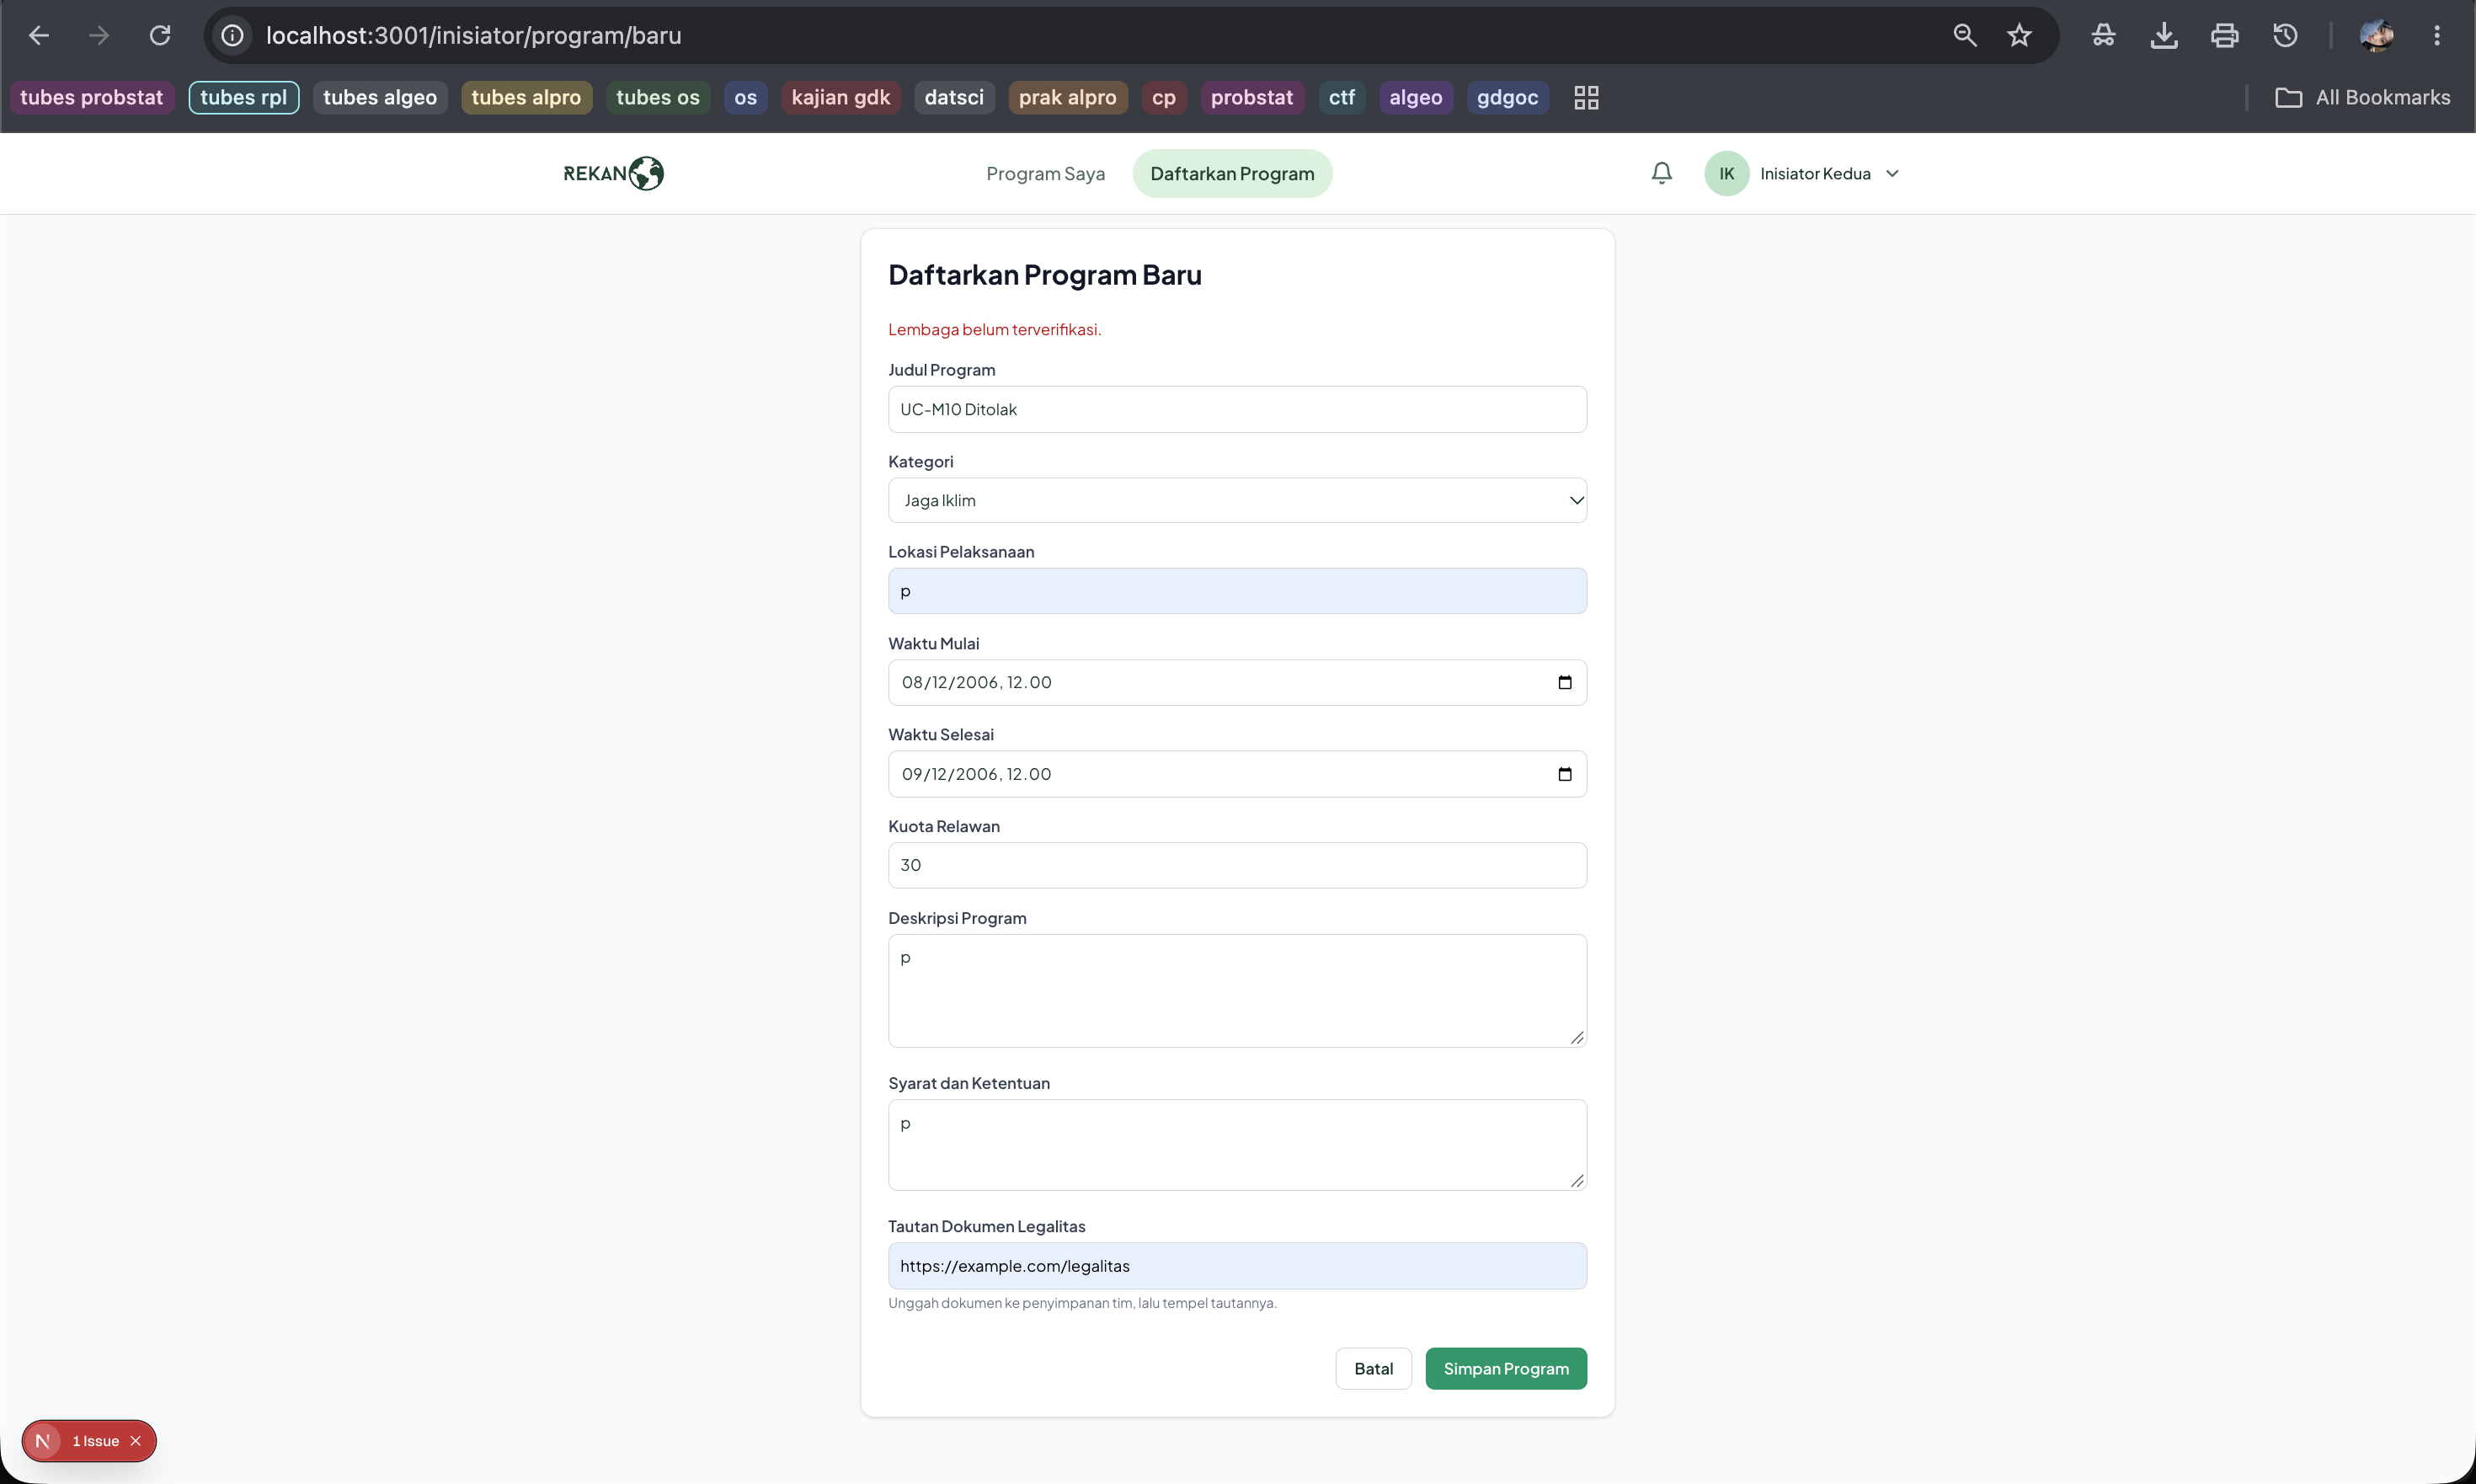 localhost:3001/inisiator/program/baru
tubes probstat tubes rpl tubes algeo tubes alpro tubes os os kajian gdk datsci prak alpro cp probstat ctf algeo gdgoc All Bookmarks
REKAN Program Saya Daftarkan Program IK Inisiator Kedua
Daftarkan Program Baru
Lembaga belum terverifikasi.
Judul Program
UC-M10 Ditolak
Kategori
Jaga Iklim
Lokasi Pelaksanaan
p
Waktu Mulai
08/12/2006, 12.00
Waktu Selesai
09/12/2006, 12.00
Kuota Relawan
30
Deskripsi Program
p
Syarat dan Ketentuan
p
Tautan Dokumen Legalitas
https://example.com/legalitas
Unggah dokumen ke penyimpanan tim, lalu tempel tautannya.
Batal Simpan Program
N 1 Issue